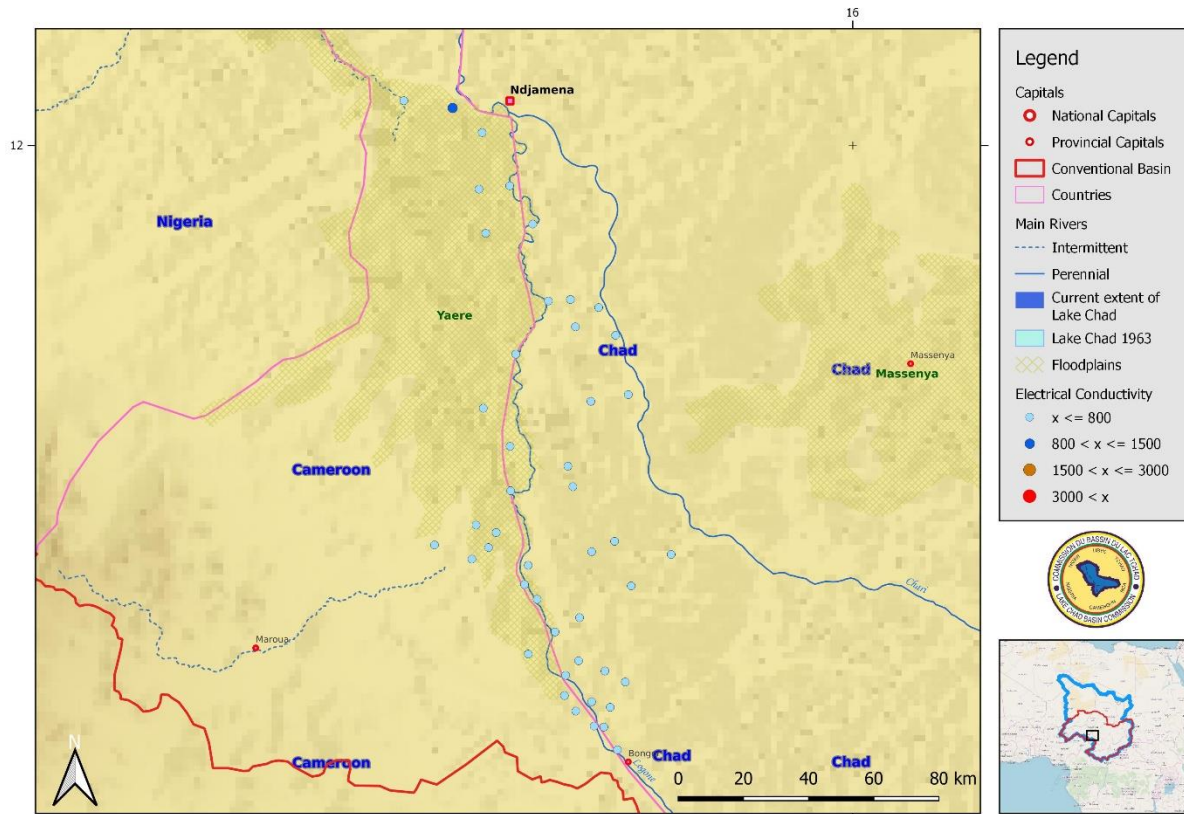 16
12
Ndjamena
Nigeria
Yaere
Chad
Chad
Massenya
Massenya
Cameroon
Chari
Maroua
Cameroon
Bong
Logone
Chad
Chad
N
0 20 40 60 80 km
Legend
Capitals
National Capitals
Provincial Capitals
Conventional Basin
Countries
Main Rivers
Intermittent
Perennial
Current extent of
Lake Chad
Lake Chad 1963
Floodplains
Electrical Conductivity
x <= 800
800 < x <= 1500
1500 < x <= 3000
3000 < x
COMMISSION DU BASSIN DU LAC TCHAD
LAKE CHAD BASIN COMMISSION